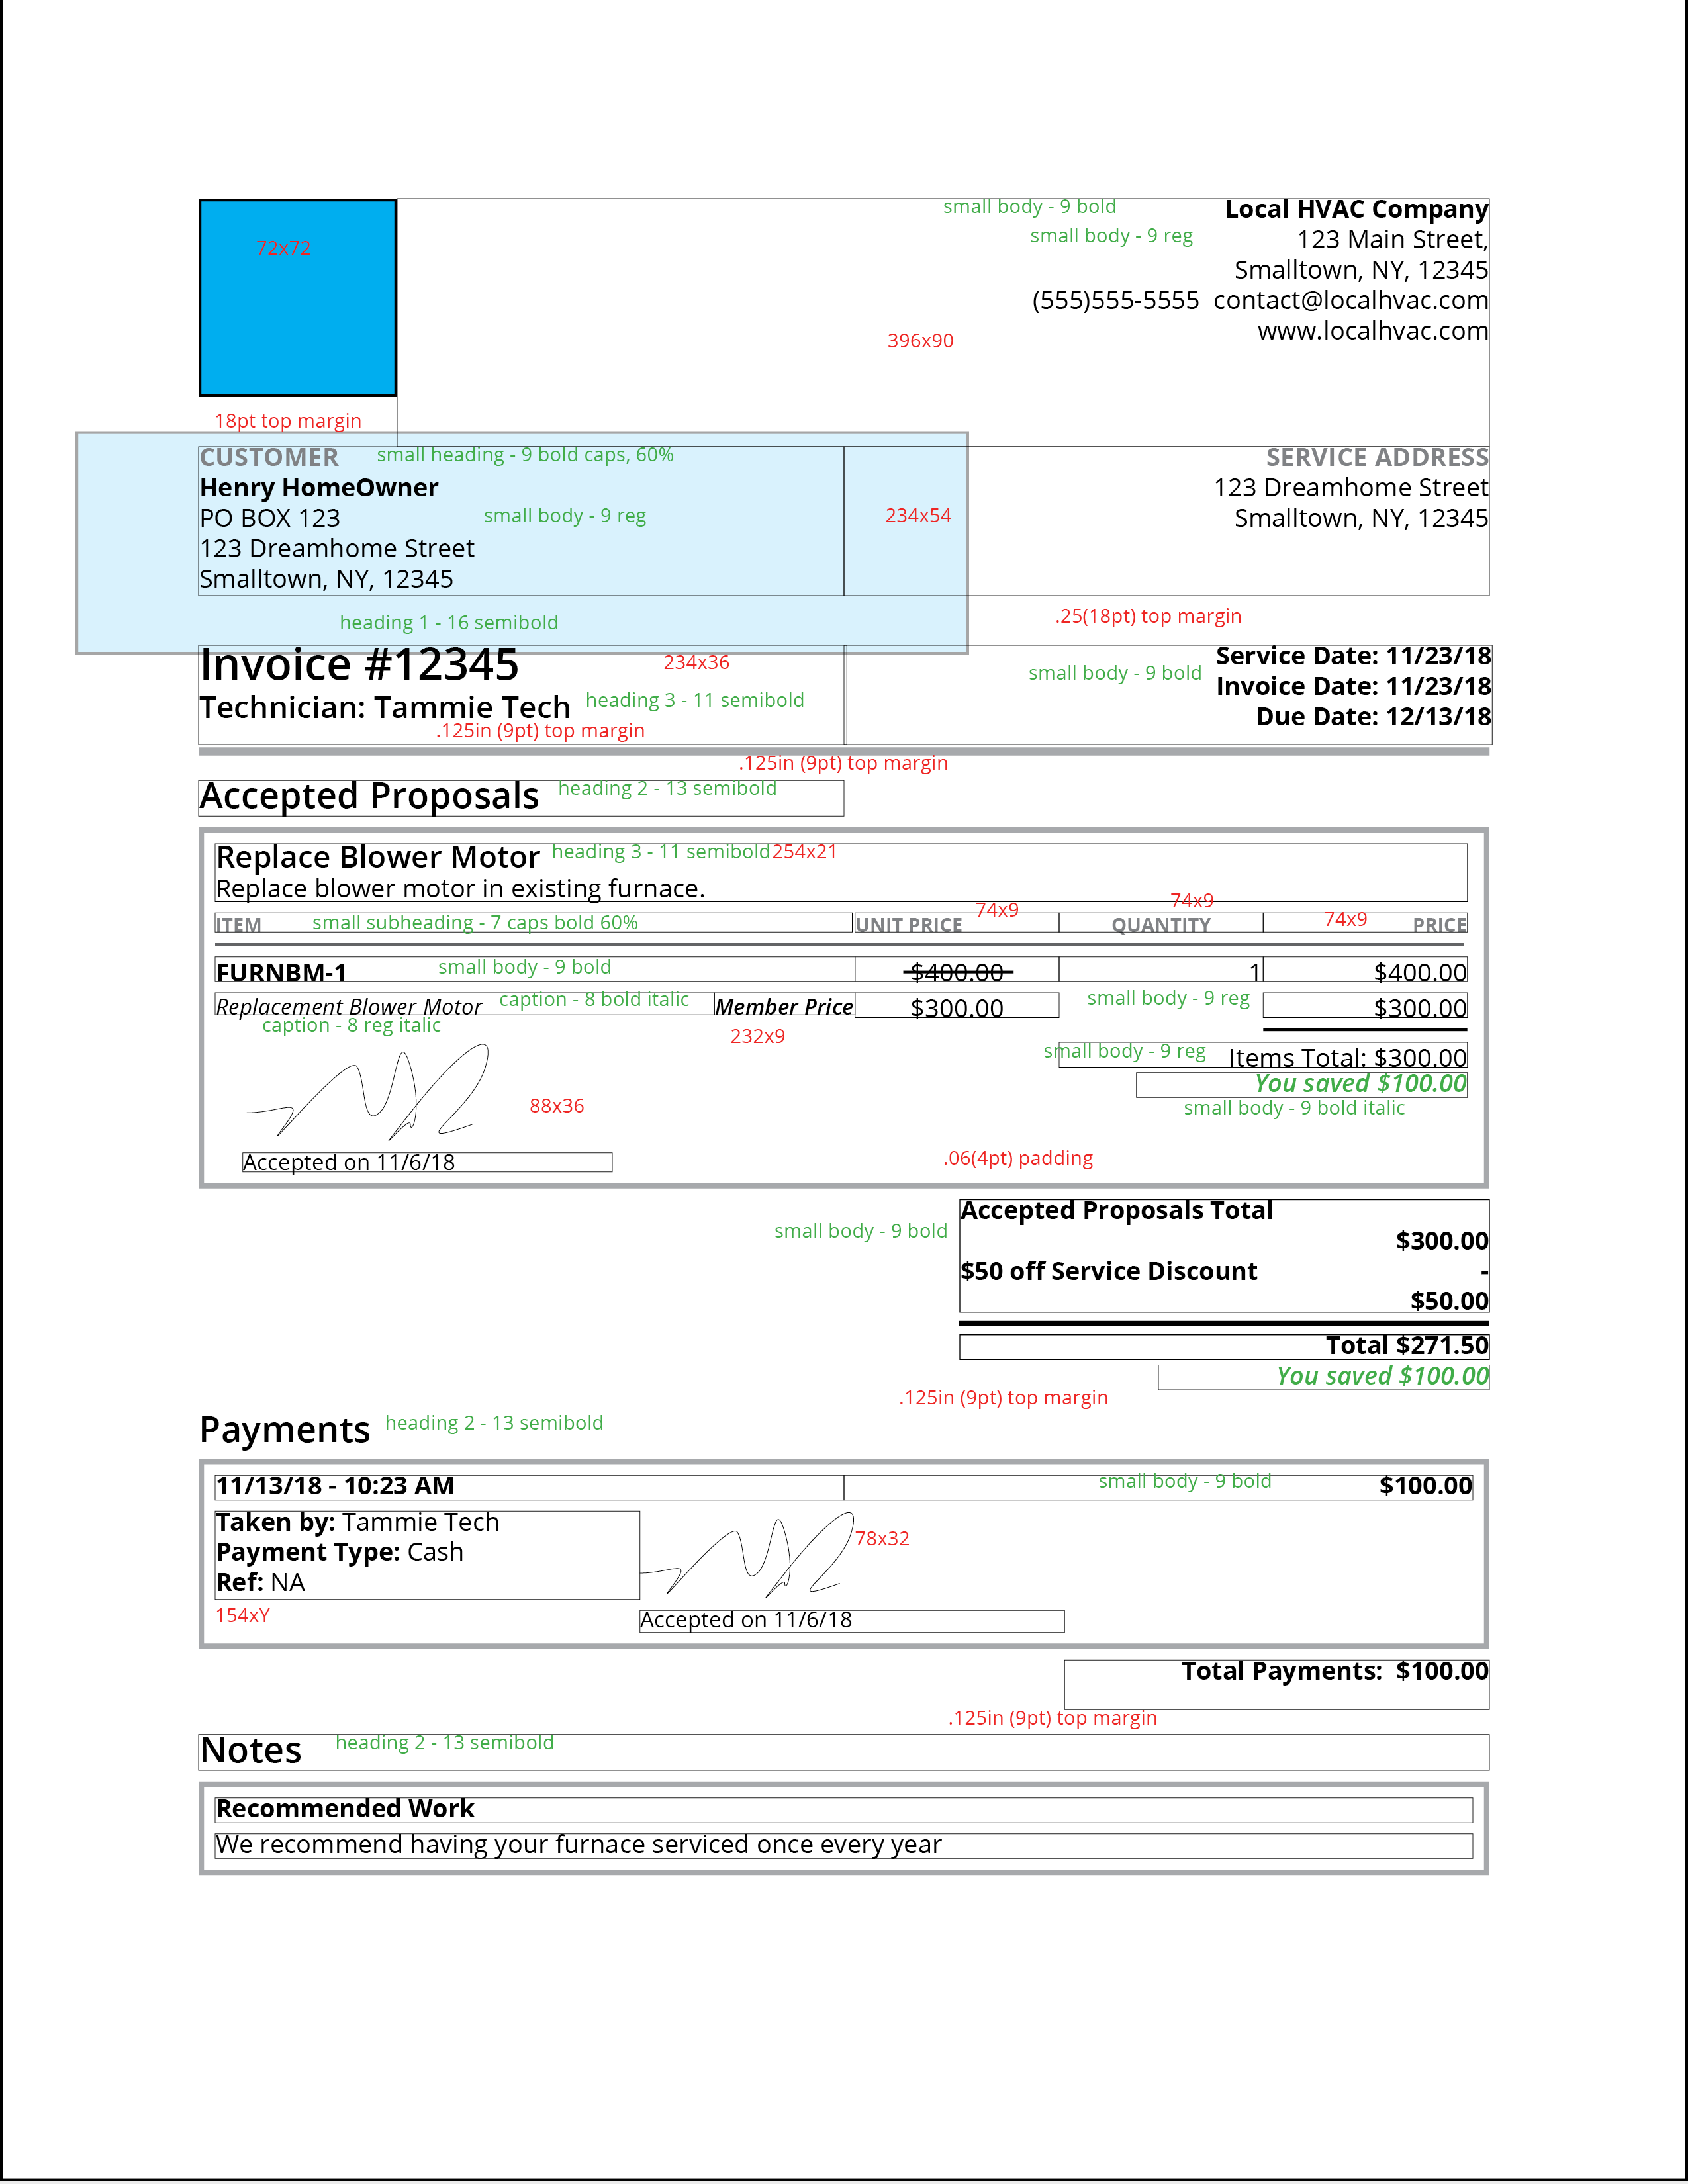 72x72
small body - 9 bold
Local HVAC Company
small body - 9 reg
123 Main Street,
Smalltown, NY, 12345
(555)555-5555 contact@localhvac.com
www.localhvac.com
396x90
18pt top margin
CUSTOMER
small heading - 9 bold caps, 60%
Henry HomeOwner
PO BOX 123
small body - 9 reg
123 Dreamhome Street
Smalltown, NY, 12345
234x54
SERVICE ADDRESS
123 Dreamhome Street
Smalltown, NY, 12345
heading 1 - 16 semibold
.25(18pt) top margin
Invoice #12345
234x36
Technician: Tammie Tech
heading 3 - 11 semibold
.125in (9pt) top margin
small body - 9 bold
Service Date: 11/23/18
Invoice Date: 11/23/18
Due Date: 12/13/18
.125in (9pt) top margin
Accepted Proposals
heading 2 - 13 semibold
Replace Blower Motor
heading 3 - 11 semibold
254x21
Replace blower motor in existing furnace.
74x9
74x9
74x9
ITEM
small subheading - 7 caps bold 60%
UNIT PRICE
QUANTITY
PRICE
FURNBM-1
small body - 9 bold
$400.00
1
$400.00
Replacement Blower Motor
caption - 8 bold italic
Member Price
$300.00
small body - 9 reg
$300.00
caption - 8 reg italic
232x9
small body - 9 reg
Items Total: $300.00
You saved $100.00
small body - 9 bold italic
88x36
Accepted on 11/6/18
.06(4pt) padding
small body - 9 bold
Accepted Proposals Total
$300.00
$50 off Service Discount -
$50.00
Total $271.50
You saved $100.00
.125in (9pt) top margin
Payments
heading 2 - 13 semibold
11/13/18 - 10:23 AM
small body - 9 bold
$100.00
Taken by: Tammie Tech
Payment Type: Cash
Ref: NA
78x32
154xY
Accepted on 11/6/18
Total Payments: $100.00
.125in (9pt) top margin
Notes
heading 2 - 13 semibold
Recommended Work
We recommend having your furnace serviced once every year